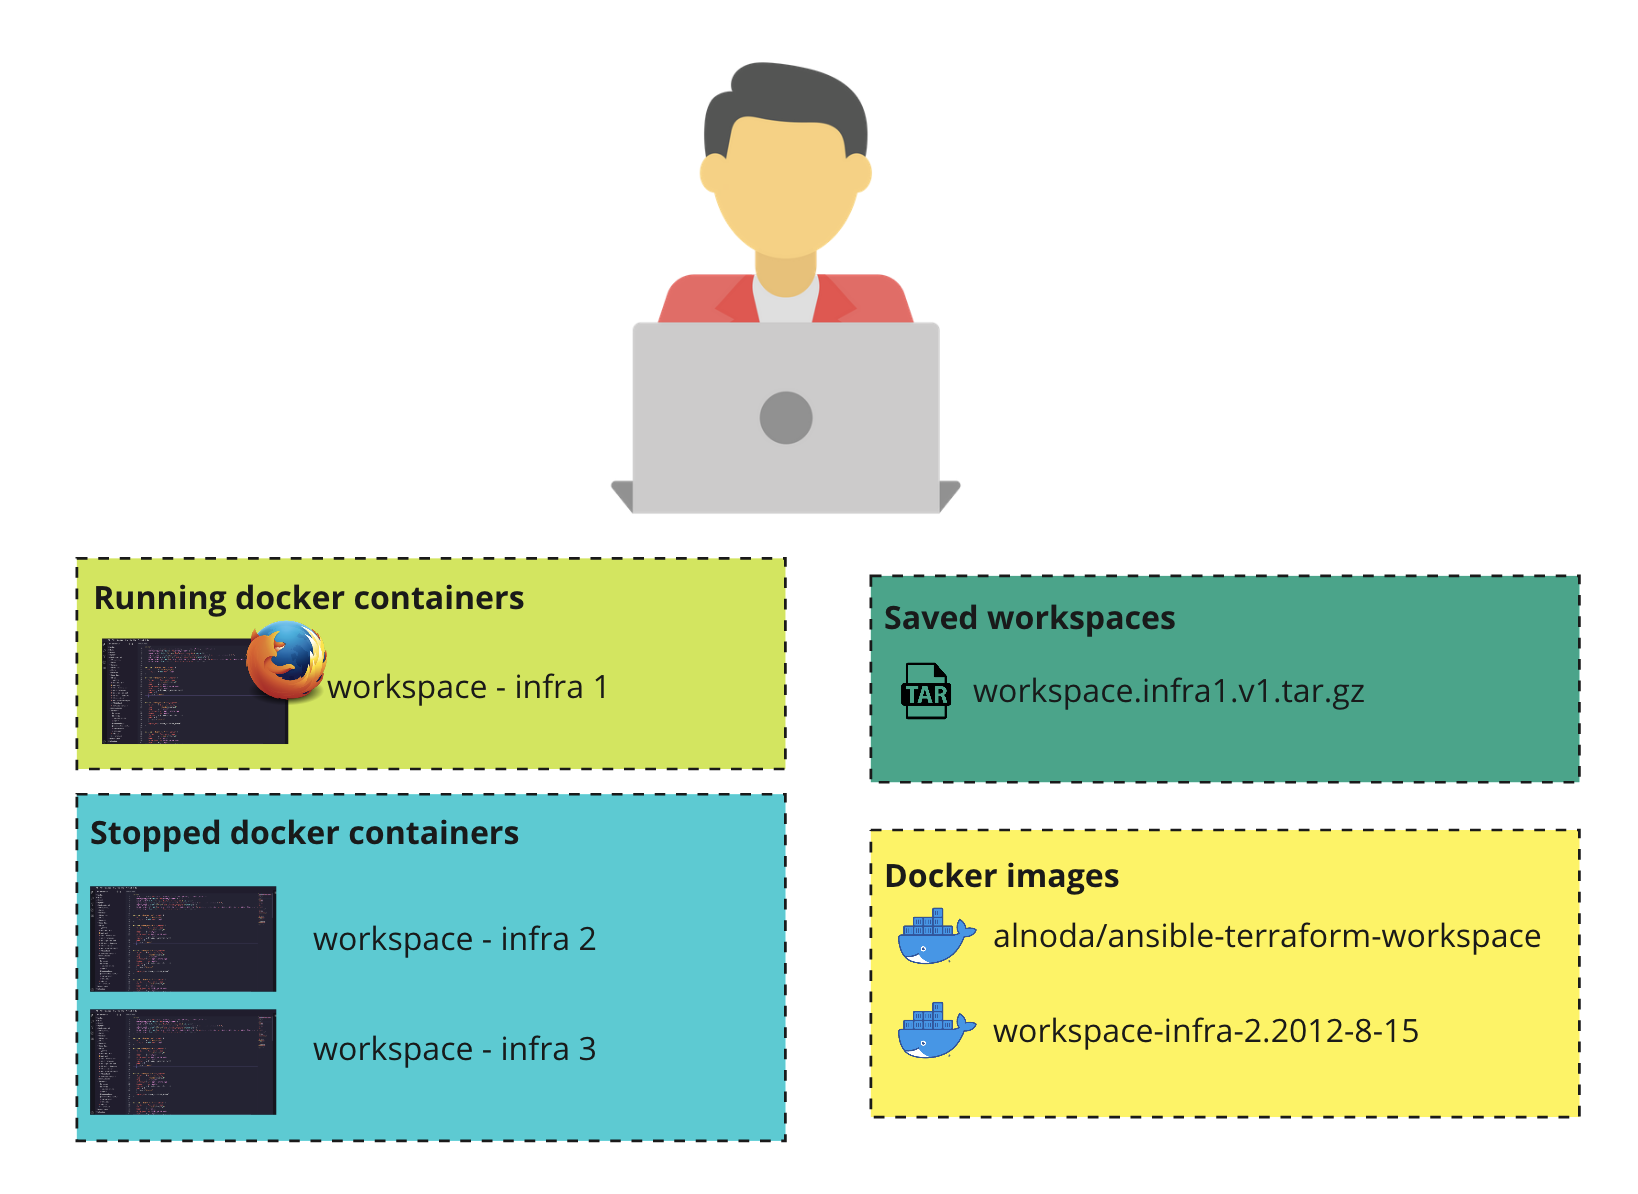 Running docker containers
workspace - infra 1
Stopped docker containers
workspace - infra 2
workspace - infra 3
Saved workspaces
TAR
workspace.infra1.v1.tar.gz
Docker images
alnoda/ansible-terraform-workspace
workspace-infra-2.2012-8-15